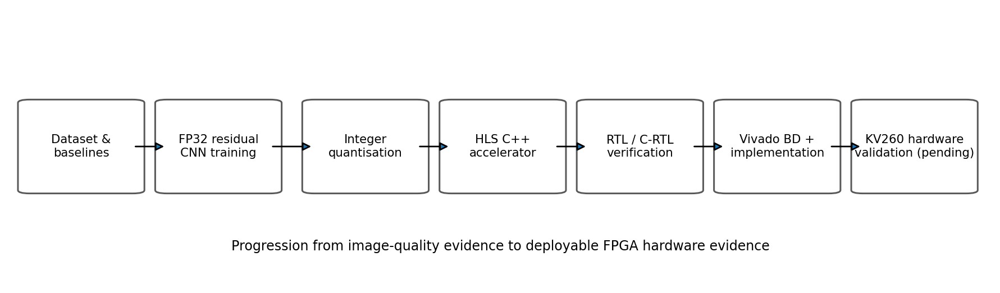 Dataset &
baselines
FP32 residual
CNN training
Integer
quantisation
HLS C++
accelerator
RTL / C-RTL
verification
Vivado BD +
implementation
KV260 hardware
validation (pending)
Progression from image-quality evidence to deployable FPGA hardware evidence